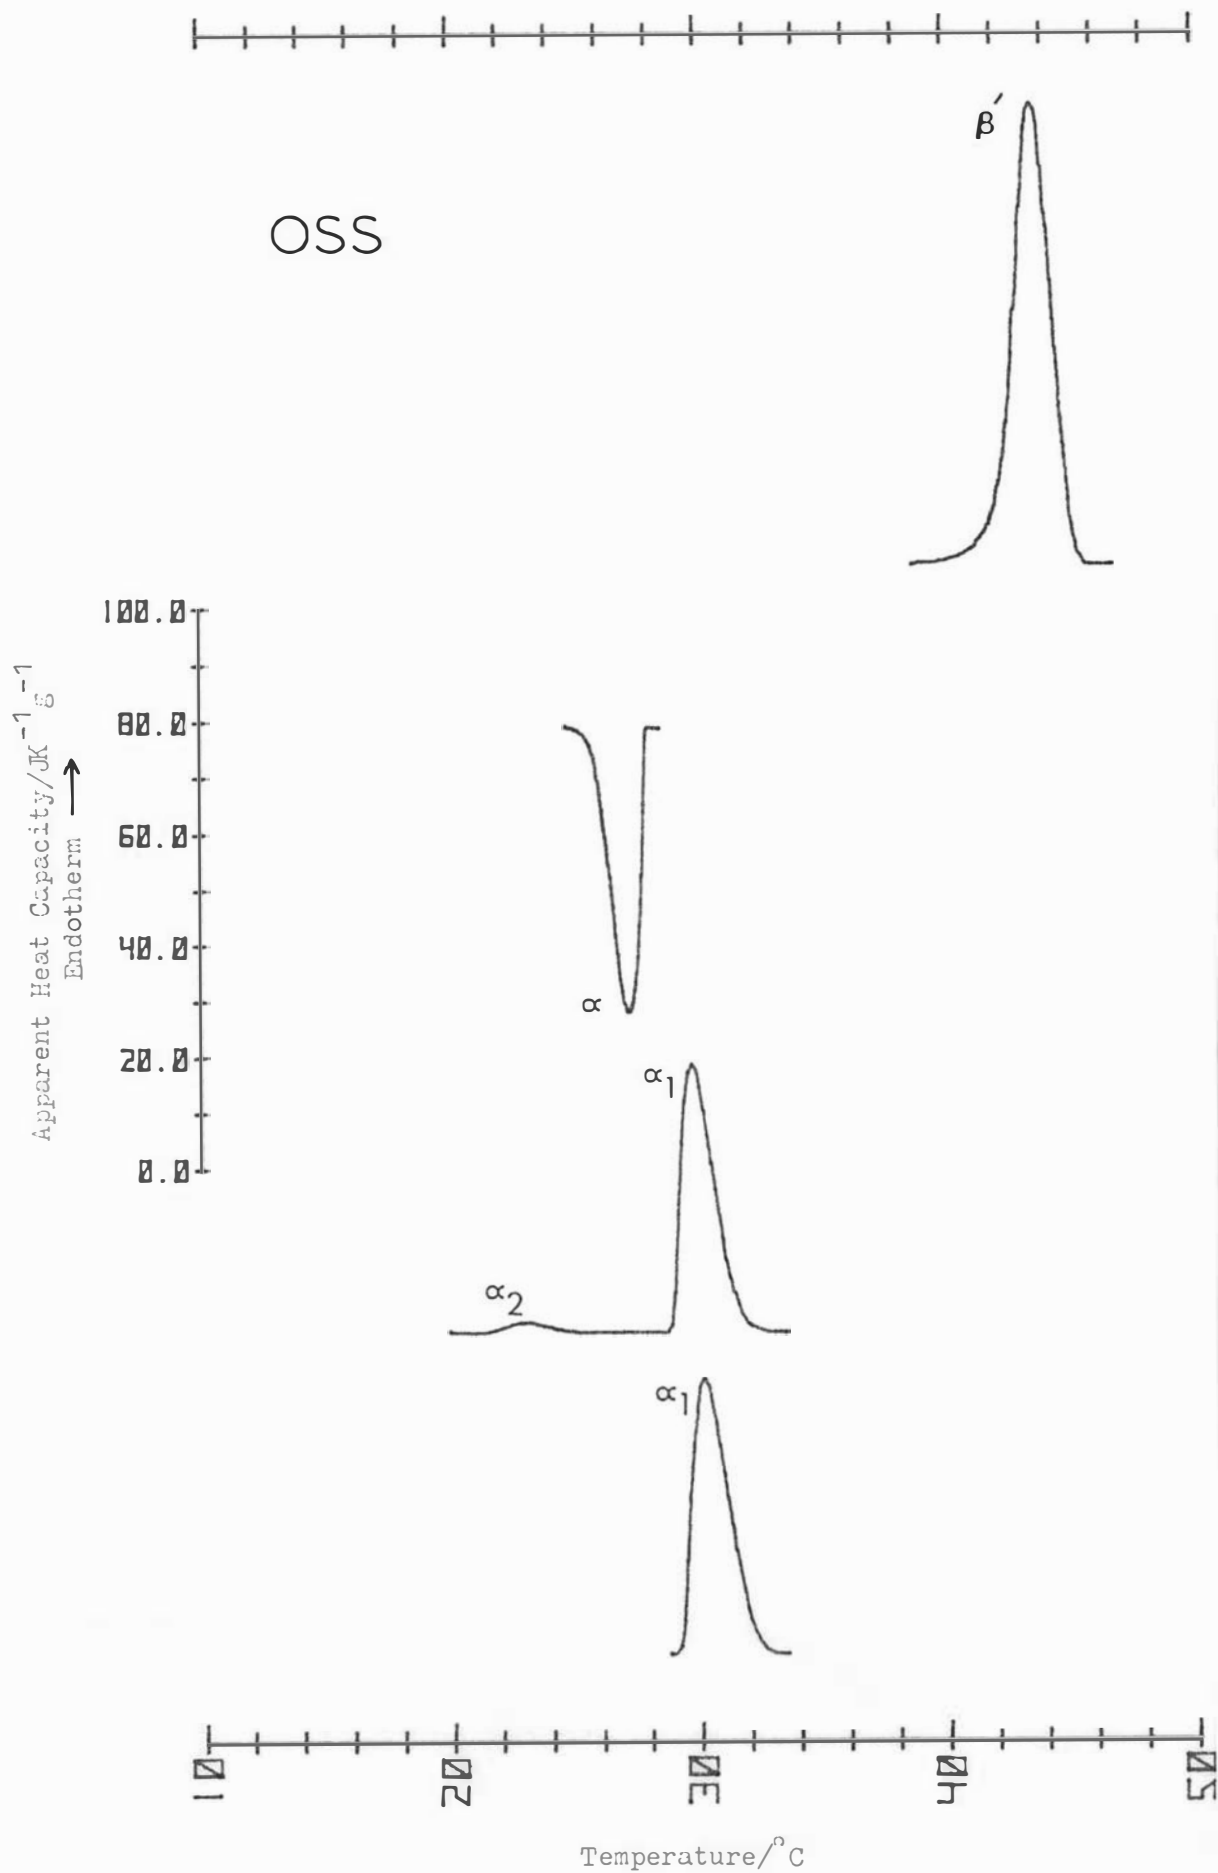 β′
OSS
Apparent Heat Capacity/JK⁻¹g⁻¹
Endotherm →
100.0
80.0
60.0
40.0
20.0
0.0
α
α₁
α₂
α₁
10 20 30 40 50
Temperature/°C